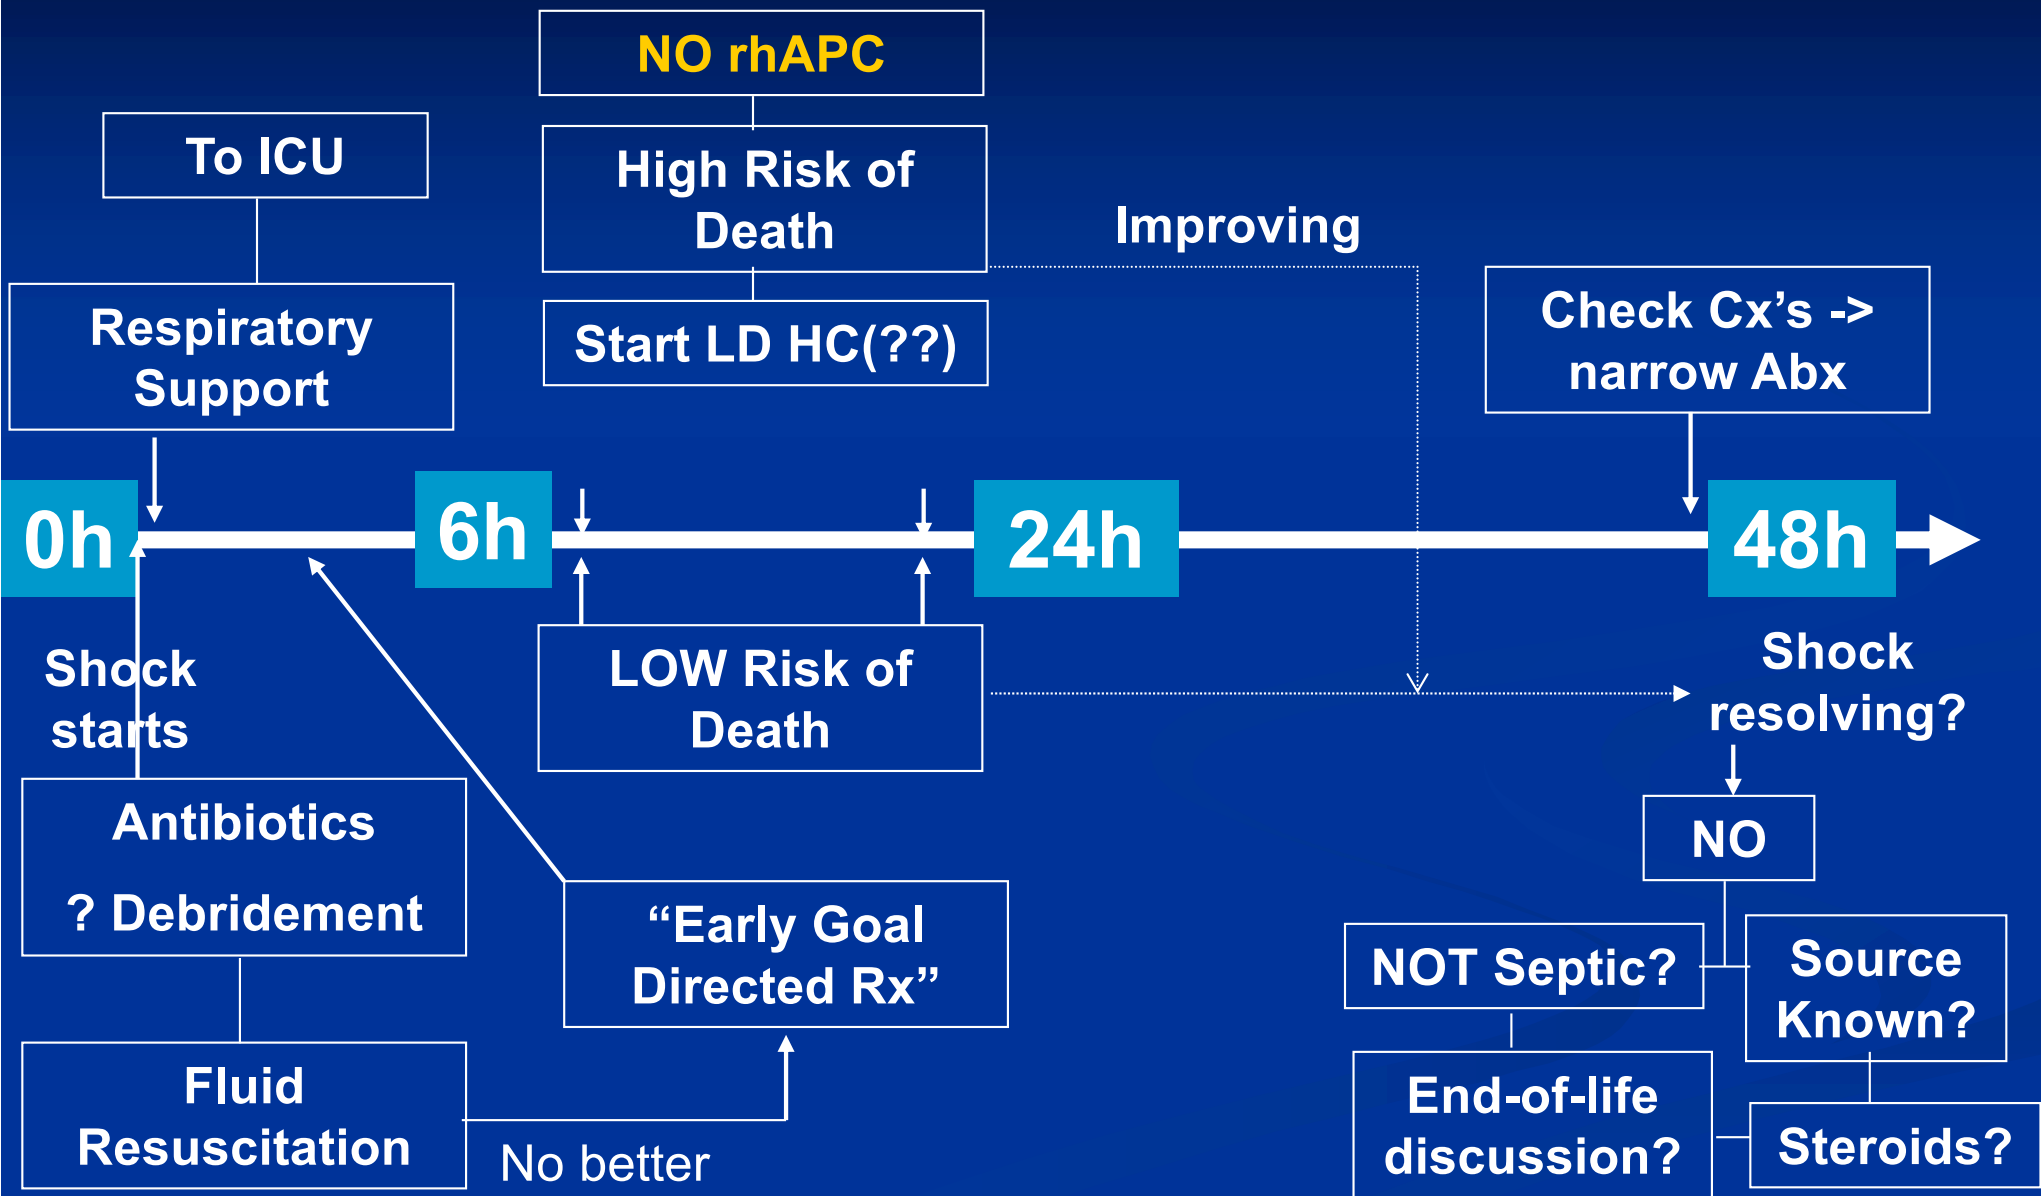 NO rhAPC
To ICU
High Risk of
Death
Improving
Respiratory
Support
Start LD HC(??)
Check Cx's ->
narrow Abx
0h
6h
24h
48h
Shock
starts
LOW Risk of
Death
Shock
resolving?
Antibiotics
? Debridement
NO
“Early Goal
Directed Rx”
NOT Septic?
Source
Known?
Fluid
Resuscitation
No better
End-of-life
discussion?
Steroids?